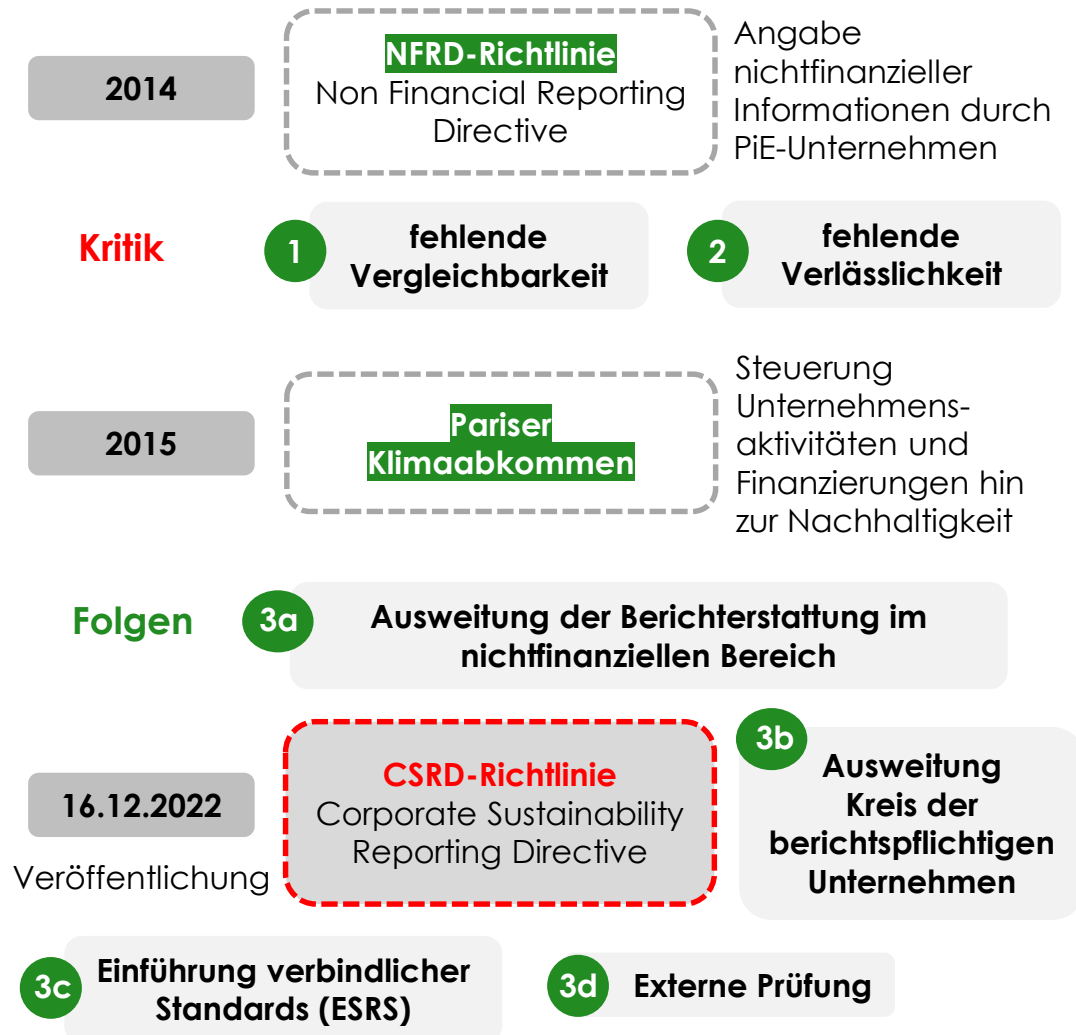 2014
NFRD-Richtlinie
Non Financial Reporting
Directive
Angabe
nichtfinanzieller
Informationen durch
PiE-Unternehmen
Kritik
1
fehlende
Vergleichbarkeit
2
fehlende
Verlässlichkeit
2015
Pariser
Klimaabkommen
Steuerung
Unternehmens-
aktivitäten und
Finanzierungen hin
zur Nachhaltigkeit
Folgen
3a
Ausweitung der Berichterstattung im
nichtfinanziellen Bereich
16.12.2022
Veröffentlichung
CSRD-Richtlinie
Corporate Sustainability
Reporting Directive
3b
Ausweitung
Kreis der
berichtspflichtigen
Unternehmen
3c
Einführung verbindlicher
Standards (ESRS)
3d
Externe Prüfung